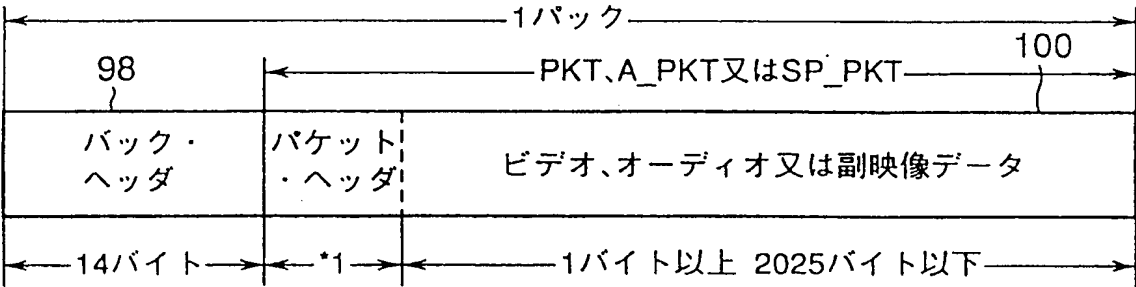 1パック
98
100
PKT、A_PKT又はSP_PKT
バック・
ヘッダ
パケット
・ヘッダ
ビデオ、オーディオ又は副映像データ
14バイト
*1
1バイト以上 2025バイト以下